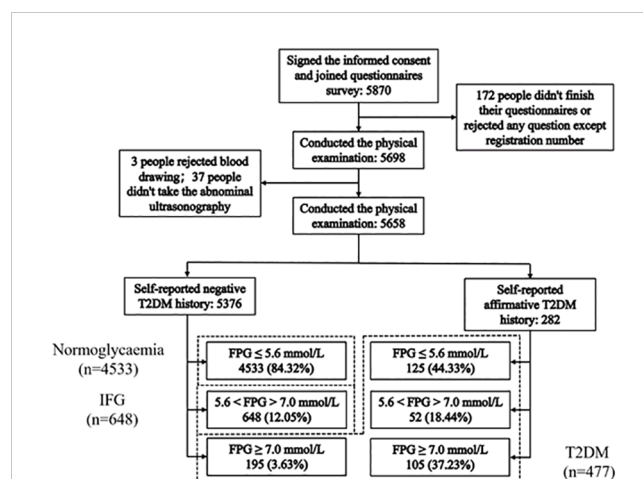 Signed the informed consent
and joined questionnaires
survey: 5870
172 people didn't finish
their questionnaires or
rejected any question except
registration number
Conducted the physical
examination: 5698
3 people rejected blood
drawing; 37 people
didn't take the abnominal
ultrasonography
Conducted the physical
examination: 5658
Self-reported negative
T2DM history: 5376
Self-reported
affirmative T2DM
history: 282
Normoglycaemia
(n=4533)
FPG ≤ 5.6 mmol/L
4533 (84.32%)
FPG ≤ 5.6 mmol/L
125 (44.33%)
IFG
(n=648)
5.6 < FPG > 7.0 mmol/L
648 (12.05%)
5.6 < FPG > 7.0 mmol/L
52 (18.44%)
FPG ≥ 7.0 mmol/L
195 (3.63%)
FPG ≥ 7.0 mmol/L
105 (37.23%)
T2DM
(n=477)